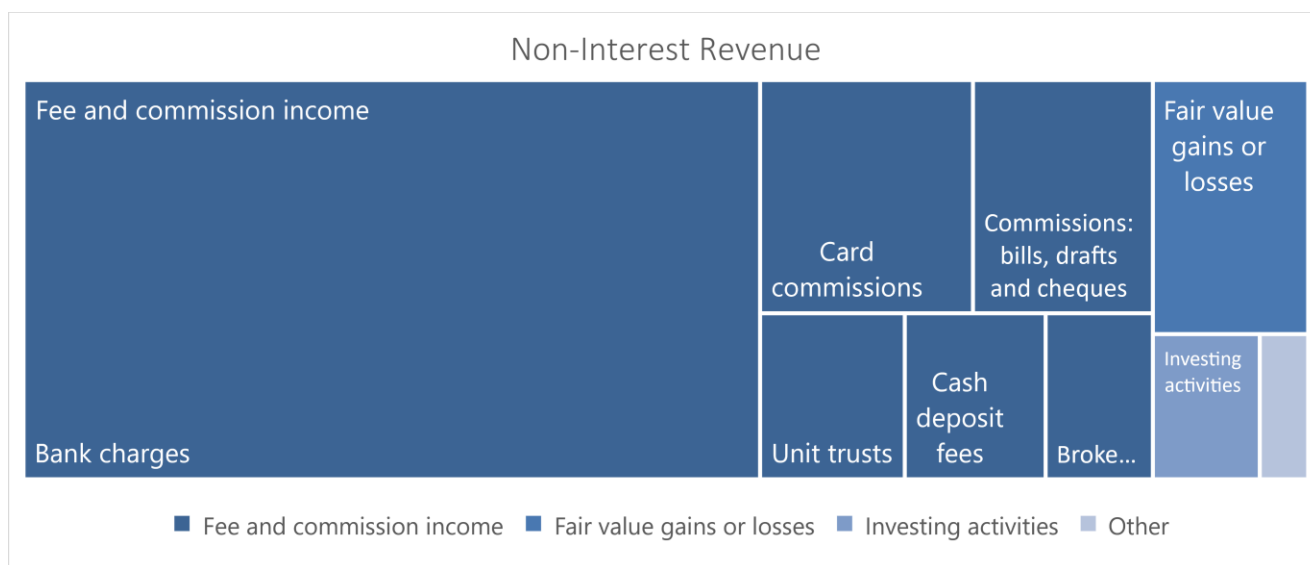 Non-Interest Revenue
Fee and commission income
Bank charges
Card
commissions
Commissions:
bills, drafts
and cheques
Unit trusts
Cash
deposit
fees
Broke...
Fair value
gains or
losses
Investing
activities
Fee and commission income
Fair value gains or losses
Investing activities
Other